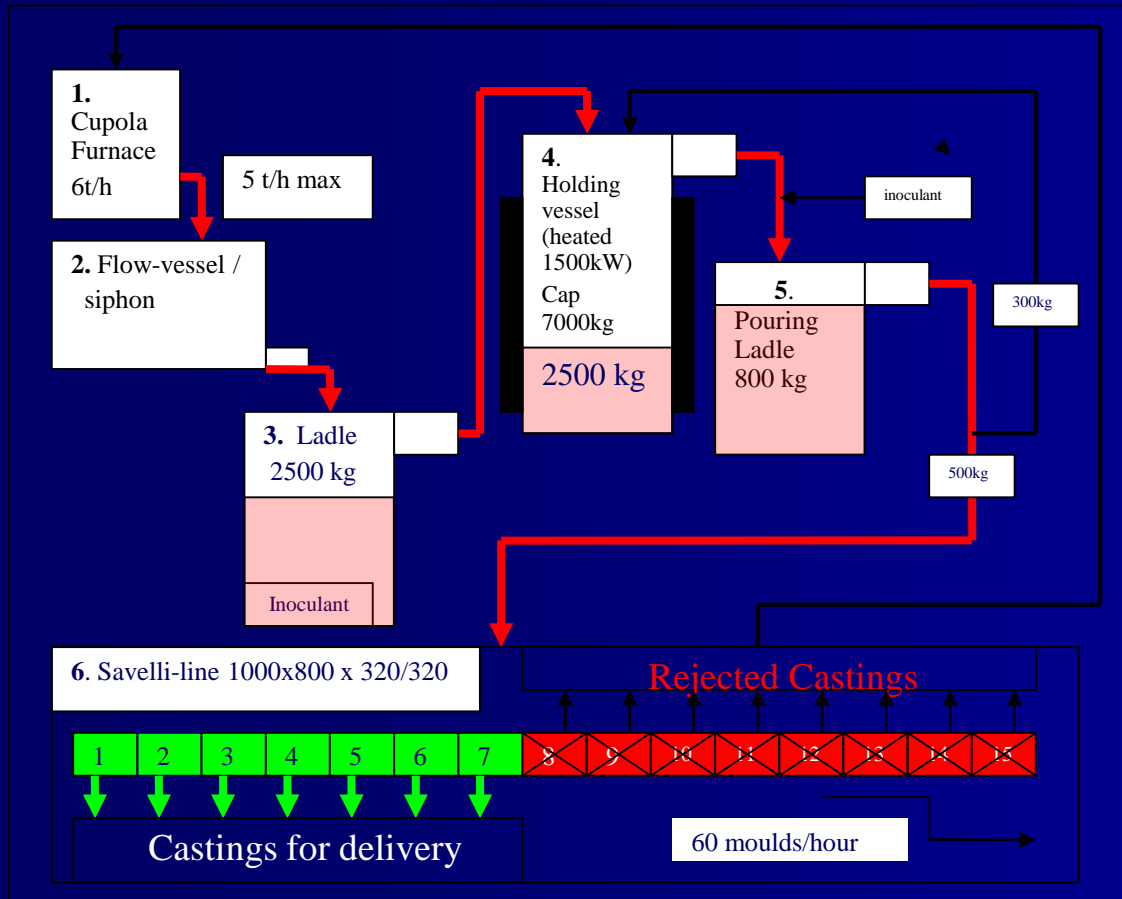 1.
Cupola
Furnace
6t/h
5 t/h max
2. Flow-vessel /
siphon
3. Ladle
2500 kg
Inoculant
4.
Holding
vessel
(heated
1500kW)
Cap
7000kg
2500 kg
inoculant
5.
Pouring
Ladle
800 kg
300kg
500kg
6. Savelli-line 1000x800 x 320/320
Rejected Castings
1 2 3 4 5 6 7 8 9 10 11 12 13 14 15
Castings for delivery
60 moulds/hour